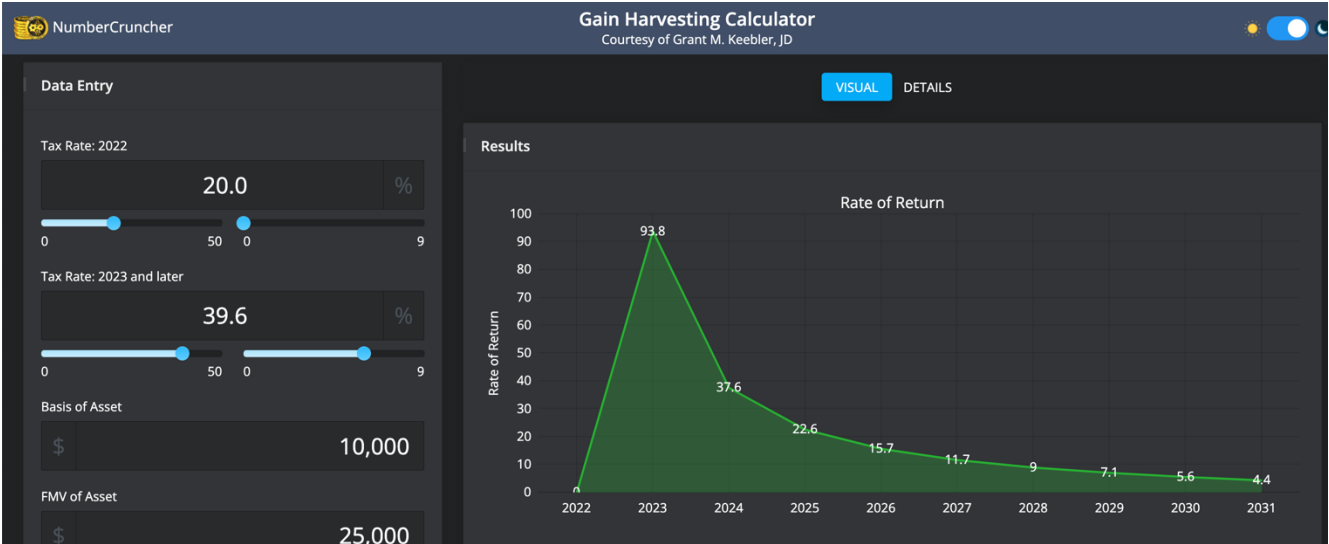 NumberCruncher
Gain Harvesting Calculator
Courtesy of Grant M. Keebler, JD
Data Entry
Tax Rate: 2022
20.0 %
0 50 0 9
Tax Rate: 2023 and later
39.6 %
0 50 0 9
Basis of Asset
$ 10,000
FMV of Asset
$ 25,000
VISUAL DETAILS
Results
Rate of Return
Rate of Return
100
90
80
70
60
50
40
30
20
10
0
0 93.8 37.6 22.6 15.7 11.7 9 7.1 5.6 4.4
2022 2023 2024 2025 2026 2027 2028 2029 2030 2031